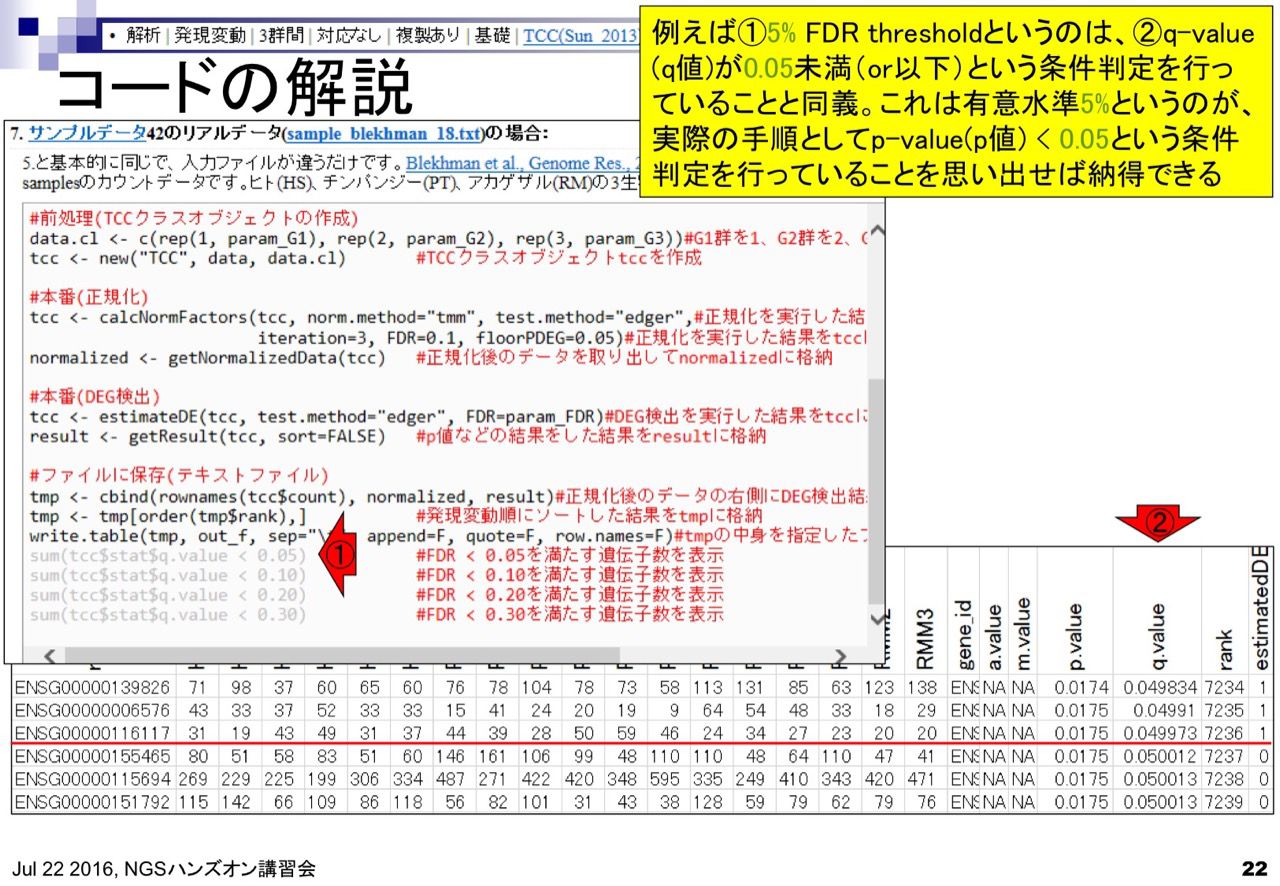 • 解析 | 発現変動 | 3群間 | 対応なし | 複製あり | 基礎 | TCC(Sun_2013)
コードの解説
例えば①5% FDR thresholdというのは、②q-value
(q値)が0.05未満(or以下)という条件判定を行っ
ていることと同義。これは有意水準5%というのが、
実際の手順としてp-value(p値) < 0.05という条件
判定を行っていることを思い出せば納得できる
7. サンプルデータ42のリアルデータ(sample_blekhman_18.txt)の場合:
5.と基本的に同じで、入力ファイルが違うだけです。Blekhman et al., Genome Res.,
samplesのカウントデータです。ヒト(HS)、チンパンジー(PT)、アカゲザル(RM)の3生
#前処理(TCCクラスオブジェクトの作成)
data.cl <- c(rep(1, param_G1), rep(2, param_G2), rep(3, param_G3))#G1群を1、G2群を2、
tcc <- new("TCC", data, data.cl) #TCCクラスオブジェクトtccを作成
#本番(正規化)
tcc <- calcNormFactors(tcc, norm.method="tmm", test.method="edger",#正規化を実行した結
iteration=3, FDR=0.1, floorPDEG=0.05)#正規化を実行した結果をtcc
normalized <- getNormalizedData(tcc) #正規化後のデータを取り出してnormalizedに格納
#本番(DEG検出)
tcc <- estimateDE(tcc, test.method="edger", FDR=param_FDR)#DEG検出を実行した結果をtccに
result <- getResult(tcc, sort=FALSE) #p値などの結果をした結果をresultに格納
#ファイルに保存(テキストファイル)
tmp <- cbind(rownames(tcc$count), normalized, result)#正規化後のデータの右側にDEG検出結
tmp <- tmp[order(tmp$rank),] #発現変動順にソートした結果をtmpに格納
write.table(tmp, out_f, sep="\ append=F, quote=F, row.names=F)#tmpの中身を指定したフ
sum(tcc$stat$q.value < 0.05) ① #FDR < 0.05を満たす遺伝子数を表示
sum(tcc$stat$q.value < 0.10) #FDR < 0.10を満たす遺伝子数を表示
sum(tcc$stat$q.value < 0.20) #FDR < 0.20を満たす遺伝子数を表示
sum(tcc$stat$q.value < 0.30) #FDR < 0.30を満たす遺伝子数を表示
②
RMM3 gene_id a.value m.value p.value q.value rank estimatedDE
ENSG00000139826 71 98 37 60 65 60 76 78 104 78 73 58 113 131 85 63 123 138 ENS NA NA 0.0174 0.049834 7234 1
ENSG00000006576 43 33 37 52 33 33 15 41 24 20 19 9 64 54 48 33 18 29 ENS NA NA 0.0175 0.04991 7235 1
ENSG00000116117 31 19 43 49 31 37 44 39 28 50 59 46 24 34 27 23 20 20 ENS NA NA 0.0175 0.049973 7236 1
ENSG00000155465 80 51 58 83 51 60 146 161 106 99 48 110 110 48 64 110 47 41 ENS NA NA 0.0175 0.050012 7237 0
ENSG00000115694 269 229 225 199 306 334 487 271 422 420 348 595 335 249 410 343 420 471 ENS NA NA 0.0175 0.050013 7238 0
ENSG00000151792 115 142 66 109 86 118 56 82 101 31 43 38 128 59 79 62 79 76 ENS NA NA 0.0175 0.050013 7239 0
Jul 22 2016, NGSハンズオン講習会
22